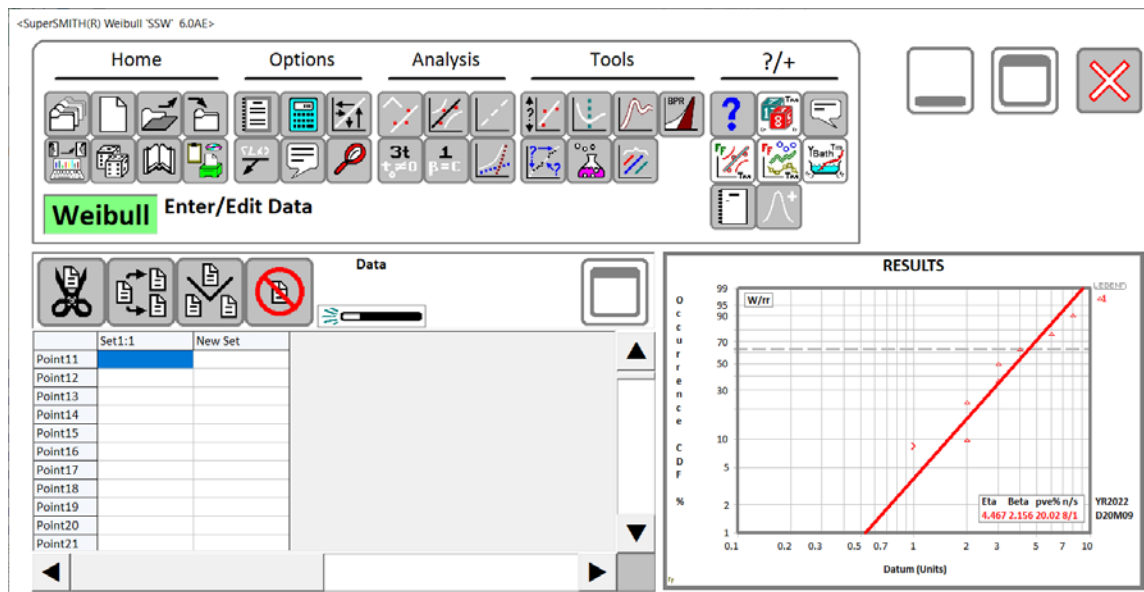 <SuperSMITH(R) Weibull 'SSW' 6.0AE>
Home Options Analysis Tools ?/+
BPR
3t 1
t₀≠0 β=C
Weibull Enter/Edit Data
Data
Set1:1 New Set
Point11
Point12
Point13
Point14
Point15
Point16
Point17
Point18
Point19
Point20
Point21
RESULTS
LEGEND
Occurrence CDF %
W/rr
99
95
90
70
50
30
10
5
2
1
0.1 0.2 0.3 0.5 0.7 1 2 3 5 7 10
Datum (Units)
Eta Beta pve% n/s
4.467 2.156 20.02 8/1
YR2022
D20M09